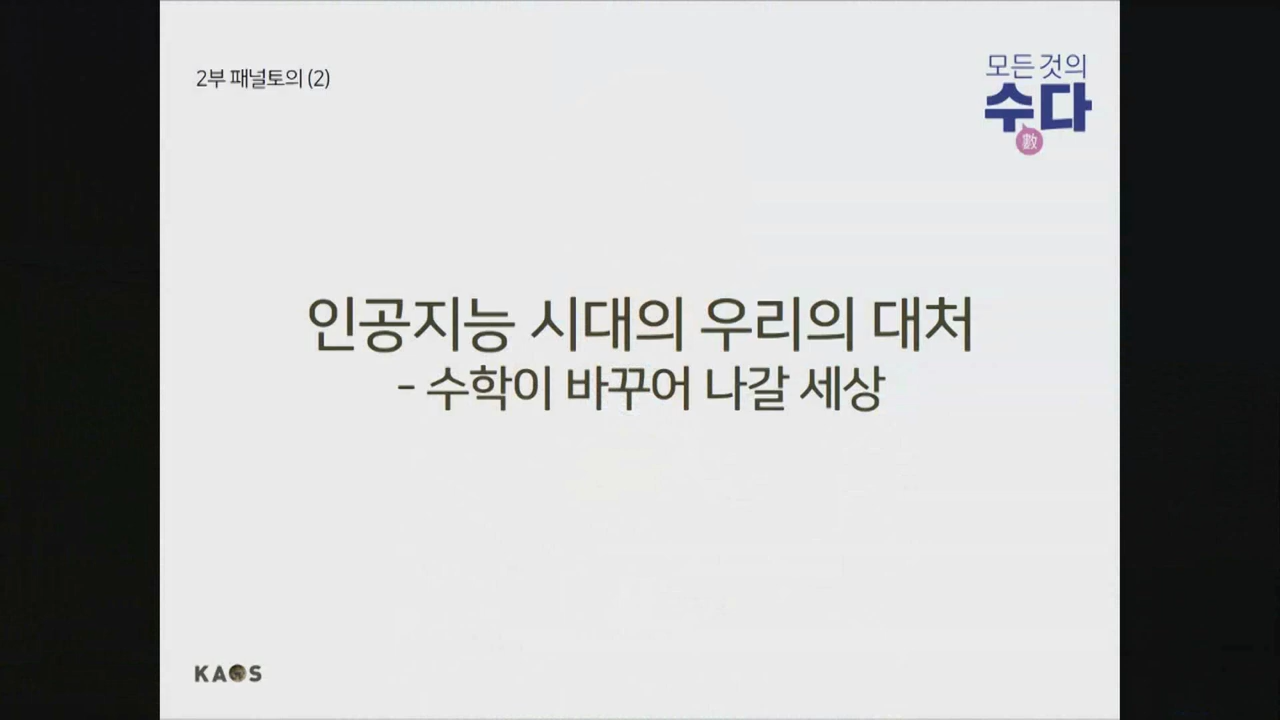 2부 패널토의 (2)
모든 것의
수다
數
인공지능 시대의 우리의 대처
- 수학이 바꾸어 나갈 세상
KAOS